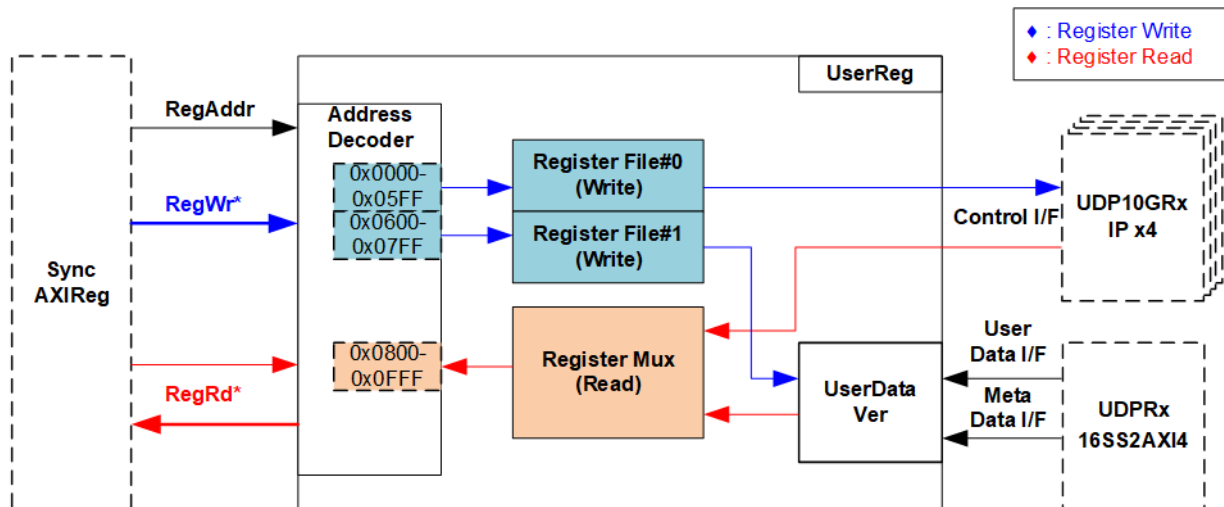 ♦ : Register Write
♦ : Register Read
UserReg
RegAddr
Address
Decoder
0x0000-
0x05FF
0x0600-
0x07FF
Register File#0
(Write)
Register File#1
(Write)
Control I/F
UDP10GRx
IP x4
RegWr*
Sync
AXIReg
0x0800-
0x0FFF
RegRd*
Register Mux
(Read)
UserData
Ver
User
Data I/F
Meta
Data I/F
UDPRx
16SS2AXI4